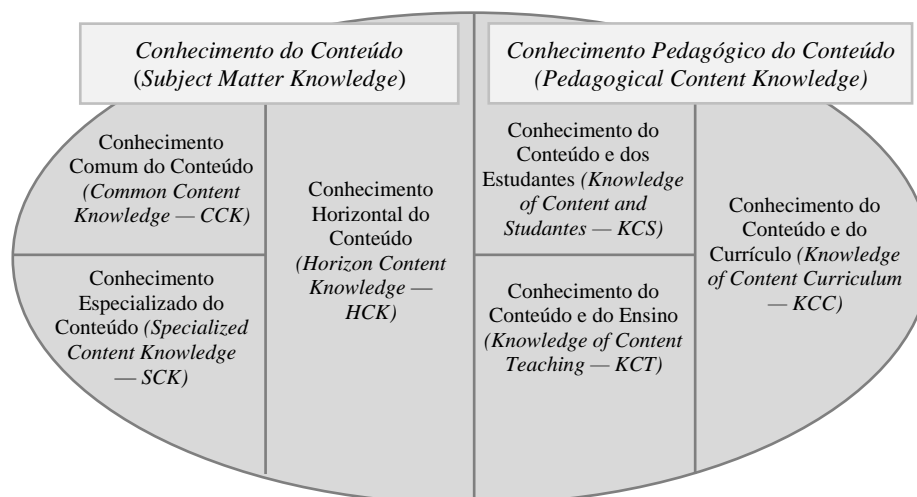 Conhecimento do Conteúdo
(Subject Matter Knowledge)
Conhecimento Pedagógico do Conteúdo
(Pedagogical Content Knowledge)
Conhecimento
Comum do Conteúdo
(Common Content
Knowledge — CCK)
Conhecimento
Especializado do
Conteúdo (Specialized
Content Knowledge
— SCK)
Conhecimento
Horizontal do
Conteúdo
(Horizon Content
Knowledge —
HCK)
Conhecimento do
Conteúdo e dos
Estudantes (Knowledge
of Content and
Studantes — KCS)
Conhecimento do
Conteúdo e do Ensino
(Knowledge of Content
Teaching — KCT)
Conhecimento do
Conteúdo e do
Currículo (Knowledge
of Content Curriculum
— KCC)